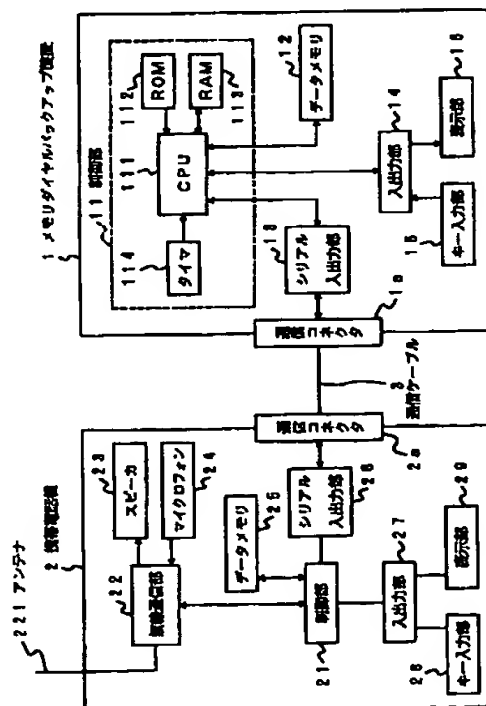 1 メモリダイヤルバックアップ装置
11 制御部
112
ROM
RAM
113
111
CPU
114
タイマ
12
データメモリ
13
シリアル
入出力部
14
入出力部
15
キー入力部
16
表示部
通信コネクタ
1a
3
通信ケーブル
通信コネクタ
2a
2 携帯電話機
221 アンテナ
22
無線通信部
23
スピーカ
マイクロフォン
24
25
データメモリ
26
シリアル
入出力部
制御部
21
27
入出力部
28
キー入力部
29
表示部